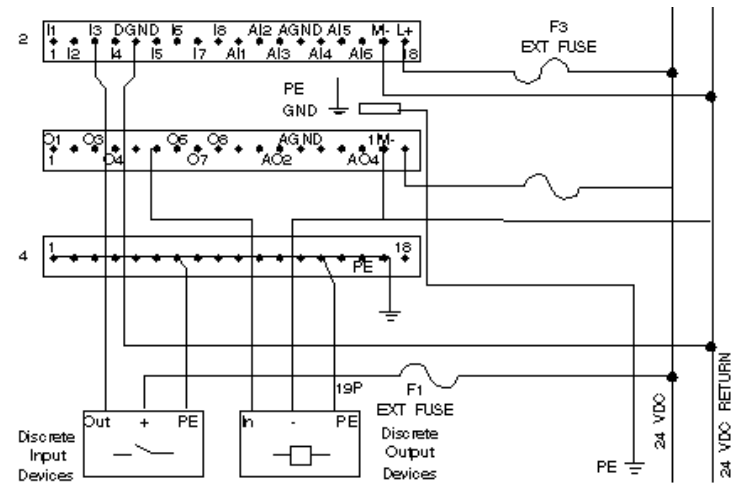 I1 I3 DGND I6 I8 AI2 AGND AI5 M- L+
2
1 I2 I4 I5 I7 AI1 AI3 AI4 AI6 18
F3
EXT FUSE
PE
GND
O1 O3 O6 O8 AGND 1M-
1 O4 O7 AO2 AO4
1 18
4
PE
19P
F1
EXT FUSE
Out + PE
In - PE
Discrete
Input
Devices
Discrete
Output
Devices
PE
24 VDC
24 VDC RETURN